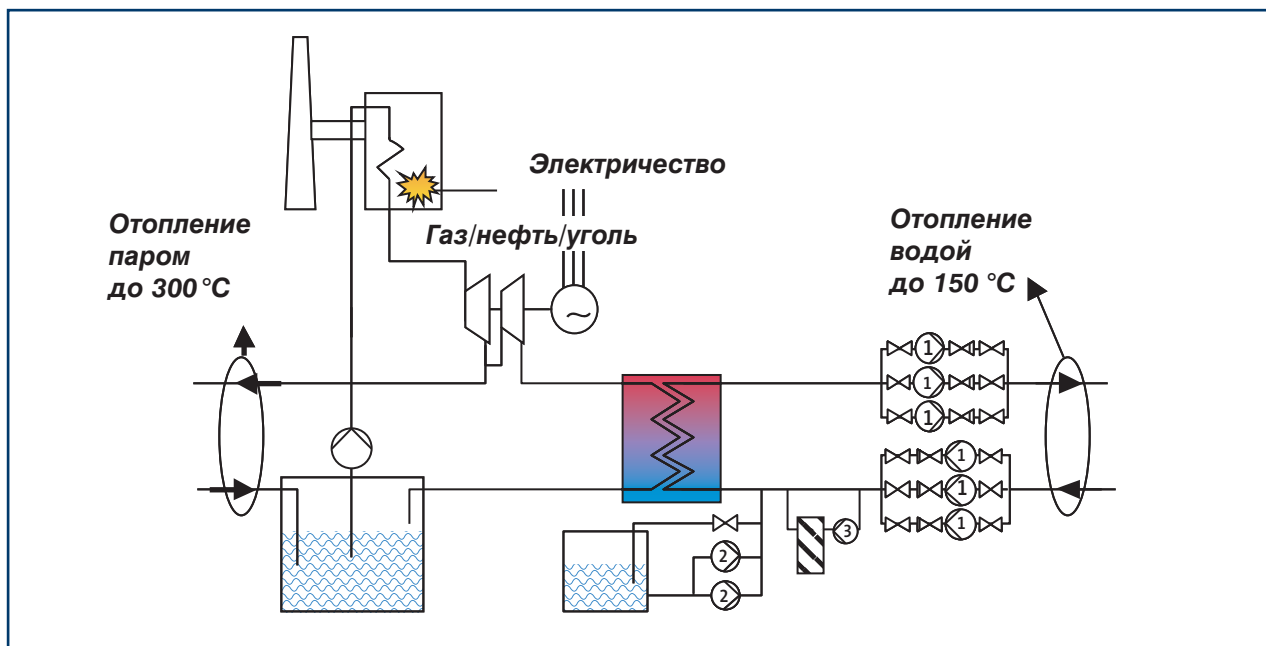 Электричество
Газ/нефть/уголь
Отопление
паром
до 300 °C
Отопление
водой
до 150 °C
~
1
1
1
1
1
1
2
2
3